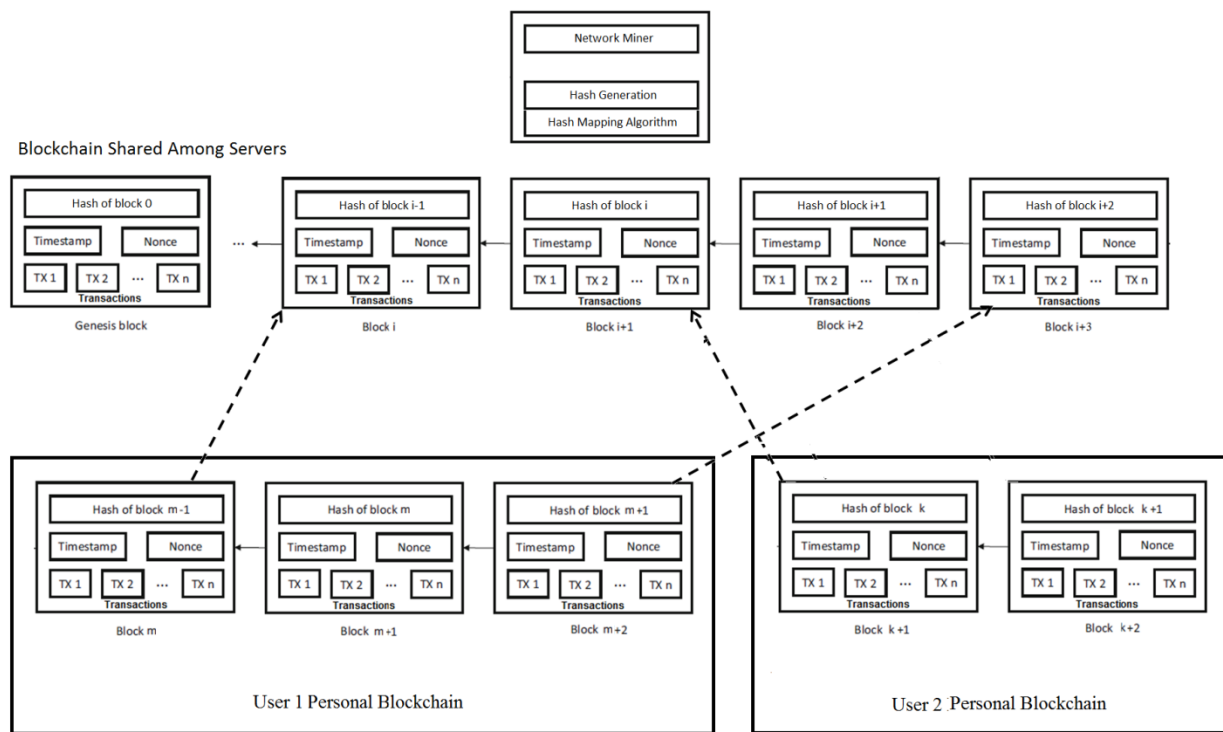 Network Miner
Hash Generation
Hash Mapping Algorithm
Blockchain Shared Among Servers
Hash of block 0
Timestamp
Nonce
TX 1
TX 2
...
TX n
Transactions
Genesis block
...
Hash of block i-1
Timestamp
Nonce
TX 1
TX 2
...
TX n
Transactions
Block i
Hash of block i
Timestamp
Nonce
TX 1
TX 2
...
TX n
Transactions
Block i+1
Hash of block i+1
Timestamp
Nonce
TX 1
TX 2
...
TX n
Transactions
Block i+2
Hash of block i+2
Timestamp
Nonce
TX 1
TX 2
...
TX n
Transactions
Block i+3
Hash of block m-1
Timestamp
Nonce
TX 1
TX 2
...
TX n
Transactions
Block m
Hash of block m
Timestamp
Nonce
TX 1
TX 2
...
TX n
Transactions
Block m+1
Hash of block m+1
Timestamp
Nonce
TX 1
TX 2
...
TX n
Transactions
Block m+2
User 1 Personal Blockchain
Hash of block k
Timestamp
Nonce
TX 1
TX 2
...
TX n
Transactions
Block k+1
Hash of block k+1
Timestamp
Nonce
TX 1
TX 2
...
TX n
Transactions
Block k+2
User 2 Personal Blockchain